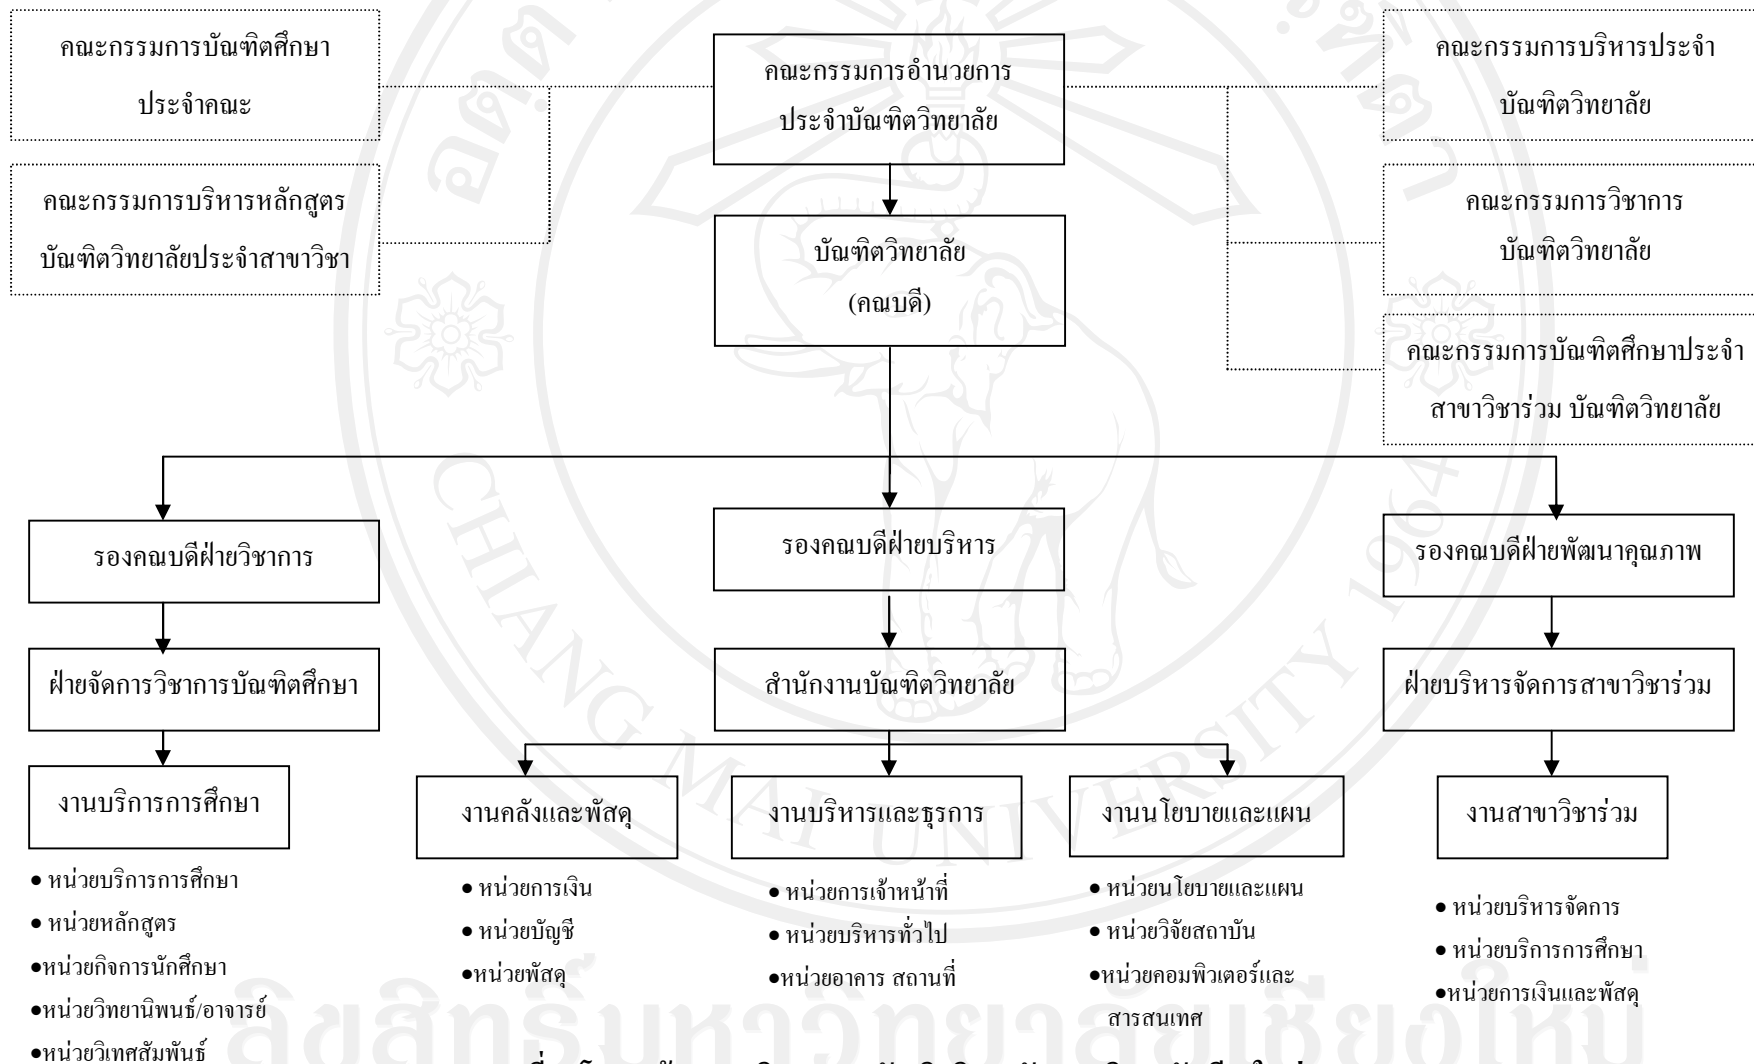 คณะกรรมการบัณฑิตศึกษา
ประจำคณะ
คณะกรรมการอำนวยการ
ประจำบัณฑิตวิทยาลัย
คณะกรรมการบริหารประจำ
บัณฑิตวิทยาลัย
คณะกรรมการบริหารหลักสูตร
บัณฑิตวิทยาลัยประจำสาขาวิชา
บัณฑิตวิทยาลัย
(คณบดี)
คณะกรรมการวิชาการ
บัณฑิตวิทยาลัย
คณะกรรมการบัณฑิตศึกษาประจำ
สาขาวิชาร่วม บัณฑิตวิทยาลัย
รองคณบดีฝ่ายวิชาการ
รองคณบดีฝ่ายบริหาร
รองคณบดีฝ่ายพัฒนาคุณภาพ
ฝ่ายจัดการวิชาการบัณฑิตศึกษา
สำนักงานบัณฑิตวิทยาลัย
ฝ่ายบริหารจัดการสาขาวิชาร่วม
งานบริการการศึกษา
งานคลังและพัสดุ
งานบริหารและธุรการ
งานนโยบายและแผน
งานสาขาวิชาร่วม
• หน่วยบริการการศึกษา
• หน่วยหลักสูตร
•หน่วยกิจการนักศึกษา
•หน่วยวิทยานิพนธ์/อาจารย์
•หน่วยวิเทศสัมพันธ์
• หน่วยการเงิน
• หน่วยบัญชี
•หน่วยพัสดุ
• หน่วยการเจ้าหน้าที่
• หน่วยบริหารทั่วไป
•หน่วยอาคาร สถานที่
• หน่วยนโยบายและแผน
• หน่วยวิจัยสถาบัน
•หน่วยคอมพิวเตอร์และ
สารสนเทศ
• หน่วยบริหารจัดการ
• หน่วยบริการการศึกษา
•หน่วยการเงินและพัสดุ
CHIANG MAI UNIVERSITY 1964
ลิขสิทธิ์มหาวิทยาลัยเชียงใหม่